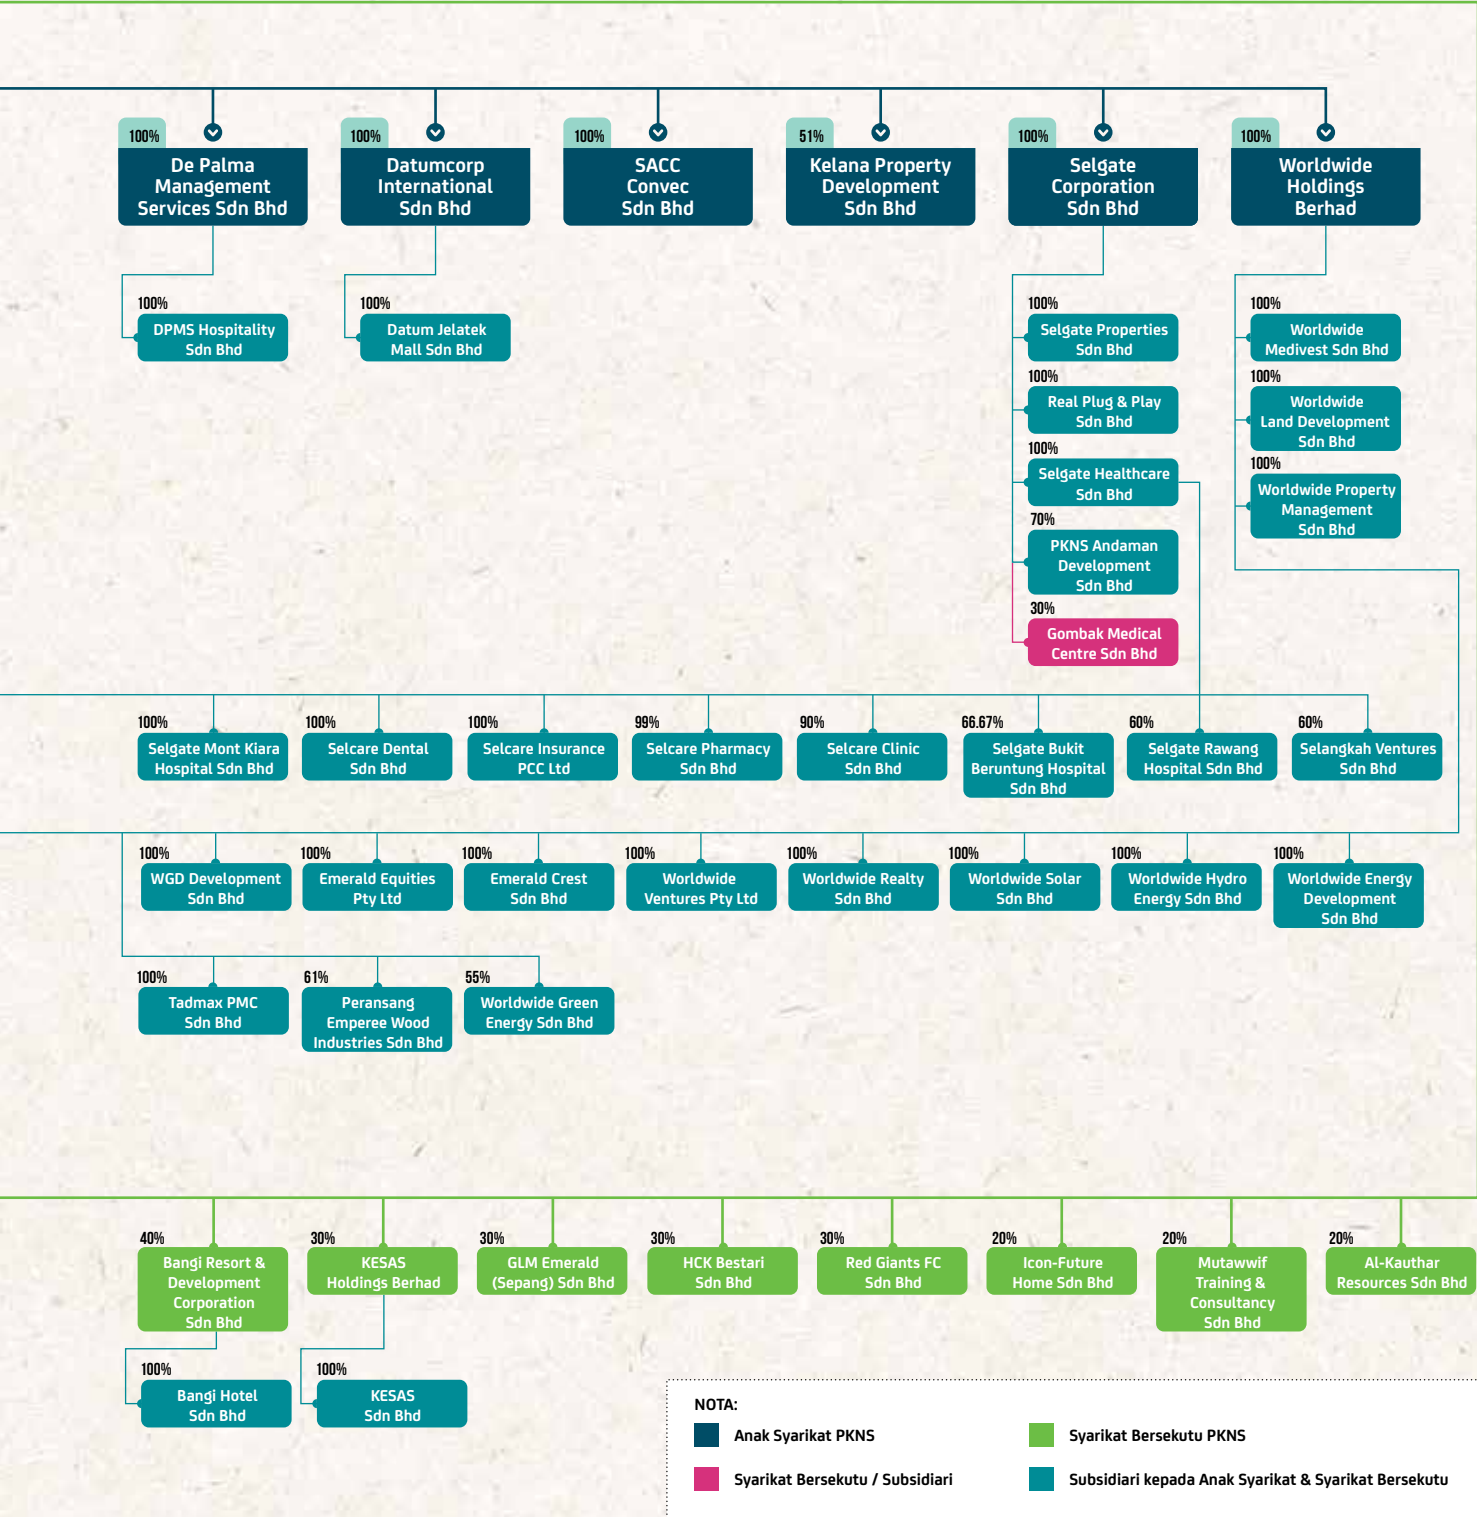 100%
De Palma
Management
Services Sdn Bhd
100%
Datumcorp
International
Sdn Bhd
100%
SACC
Convec
Sdn Bhd
51%
Kelana Property
Development
Sdn Bhd
100%
Selgate
Corporation
Sdn Bhd
100%
Worldwide
Holdings
Berhad
100%
DPMS Hospitality
Sdn Bhd
100%
Datum Jelatek
Mall Sdn Bhd
100%
Selgate Properties
Sdn Bhd
100%
Real Plug & Play
Sdn Bhd
100%
Selgate Healthcare
Sdn Bhd
70%
PKNS Andaman
Development
Sdn Bhd
30%
Gombak Medical
Centre Sdn Bhd
100%
Worldwide
Medivest Sdn Bhd
100%
Worldwide
Land Development
Sdn Bhd
100%
Worldwide Property
Management
Sdn Bhd
100%
Selgate Mont Kiara
Hospital Sdn Bhd
100%
Selcare Dental
Sdn Bhd
100%
Selcare Insurance
PCC Ltd
99%
Selcare Pharmacy
Sdn Bhd
90%
Selcare Clinic
Sdn Bhd
66.67%
Selgate Bukit
Beruntung Hospital
Sdn Bhd
60%
Selgate Rawang
Hospital Sdn Bhd
60%
Selangkah Ventures
Sdn Bhd
100%
WGD Development
Sdn Bhd
100%
Emerald Equities
Pty Ltd
100%
Emerald Crest
Sdn Bhd
100%
Worldwide
Ventures Pty Ltd
100%
Worldwide Realty
Sdn Bhd
100%
Worldwide Solar
Sdn Bhd
100%
Worldwide Hydro
Energy Sdn Bhd
100%
Worldwide Energy
Development
Sdn Bhd
100%
Tadmax PMC
Sdn Bhd
61%
Peransang
Emperee Wood
Industries Sdn Bhd
55%
Worldwide Green
Energy Sdn Bhd
40%
Bangi Resort &
Development
Corporation
Sdn Bhd
30%
KESAS
Holdings Berhad
30%
GLM Emerald
(Sepang) Sdn Bhd
30%
HCK Bestari
Sdn Bhd
30%
Red Giants FC
Sdn Bhd
20%
Icon-Future
Home Sdn Bhd
20%
Mutawwif
Training &
Consultancy
Sdn Bhd
20%
Al-Kauthar
Resources Sdn Bhd
100%
Bangi Hotel
Sdn Bhd
100%
KESAS
Sdn Bhd
NOTA:
Anak Syarikat PKNS
Syarikat Bersekutu PKNS
Syarikat Bersekutu / Subsidiari
Subsidiari kepada Anak Syarikat & Syarikat Bersekutu